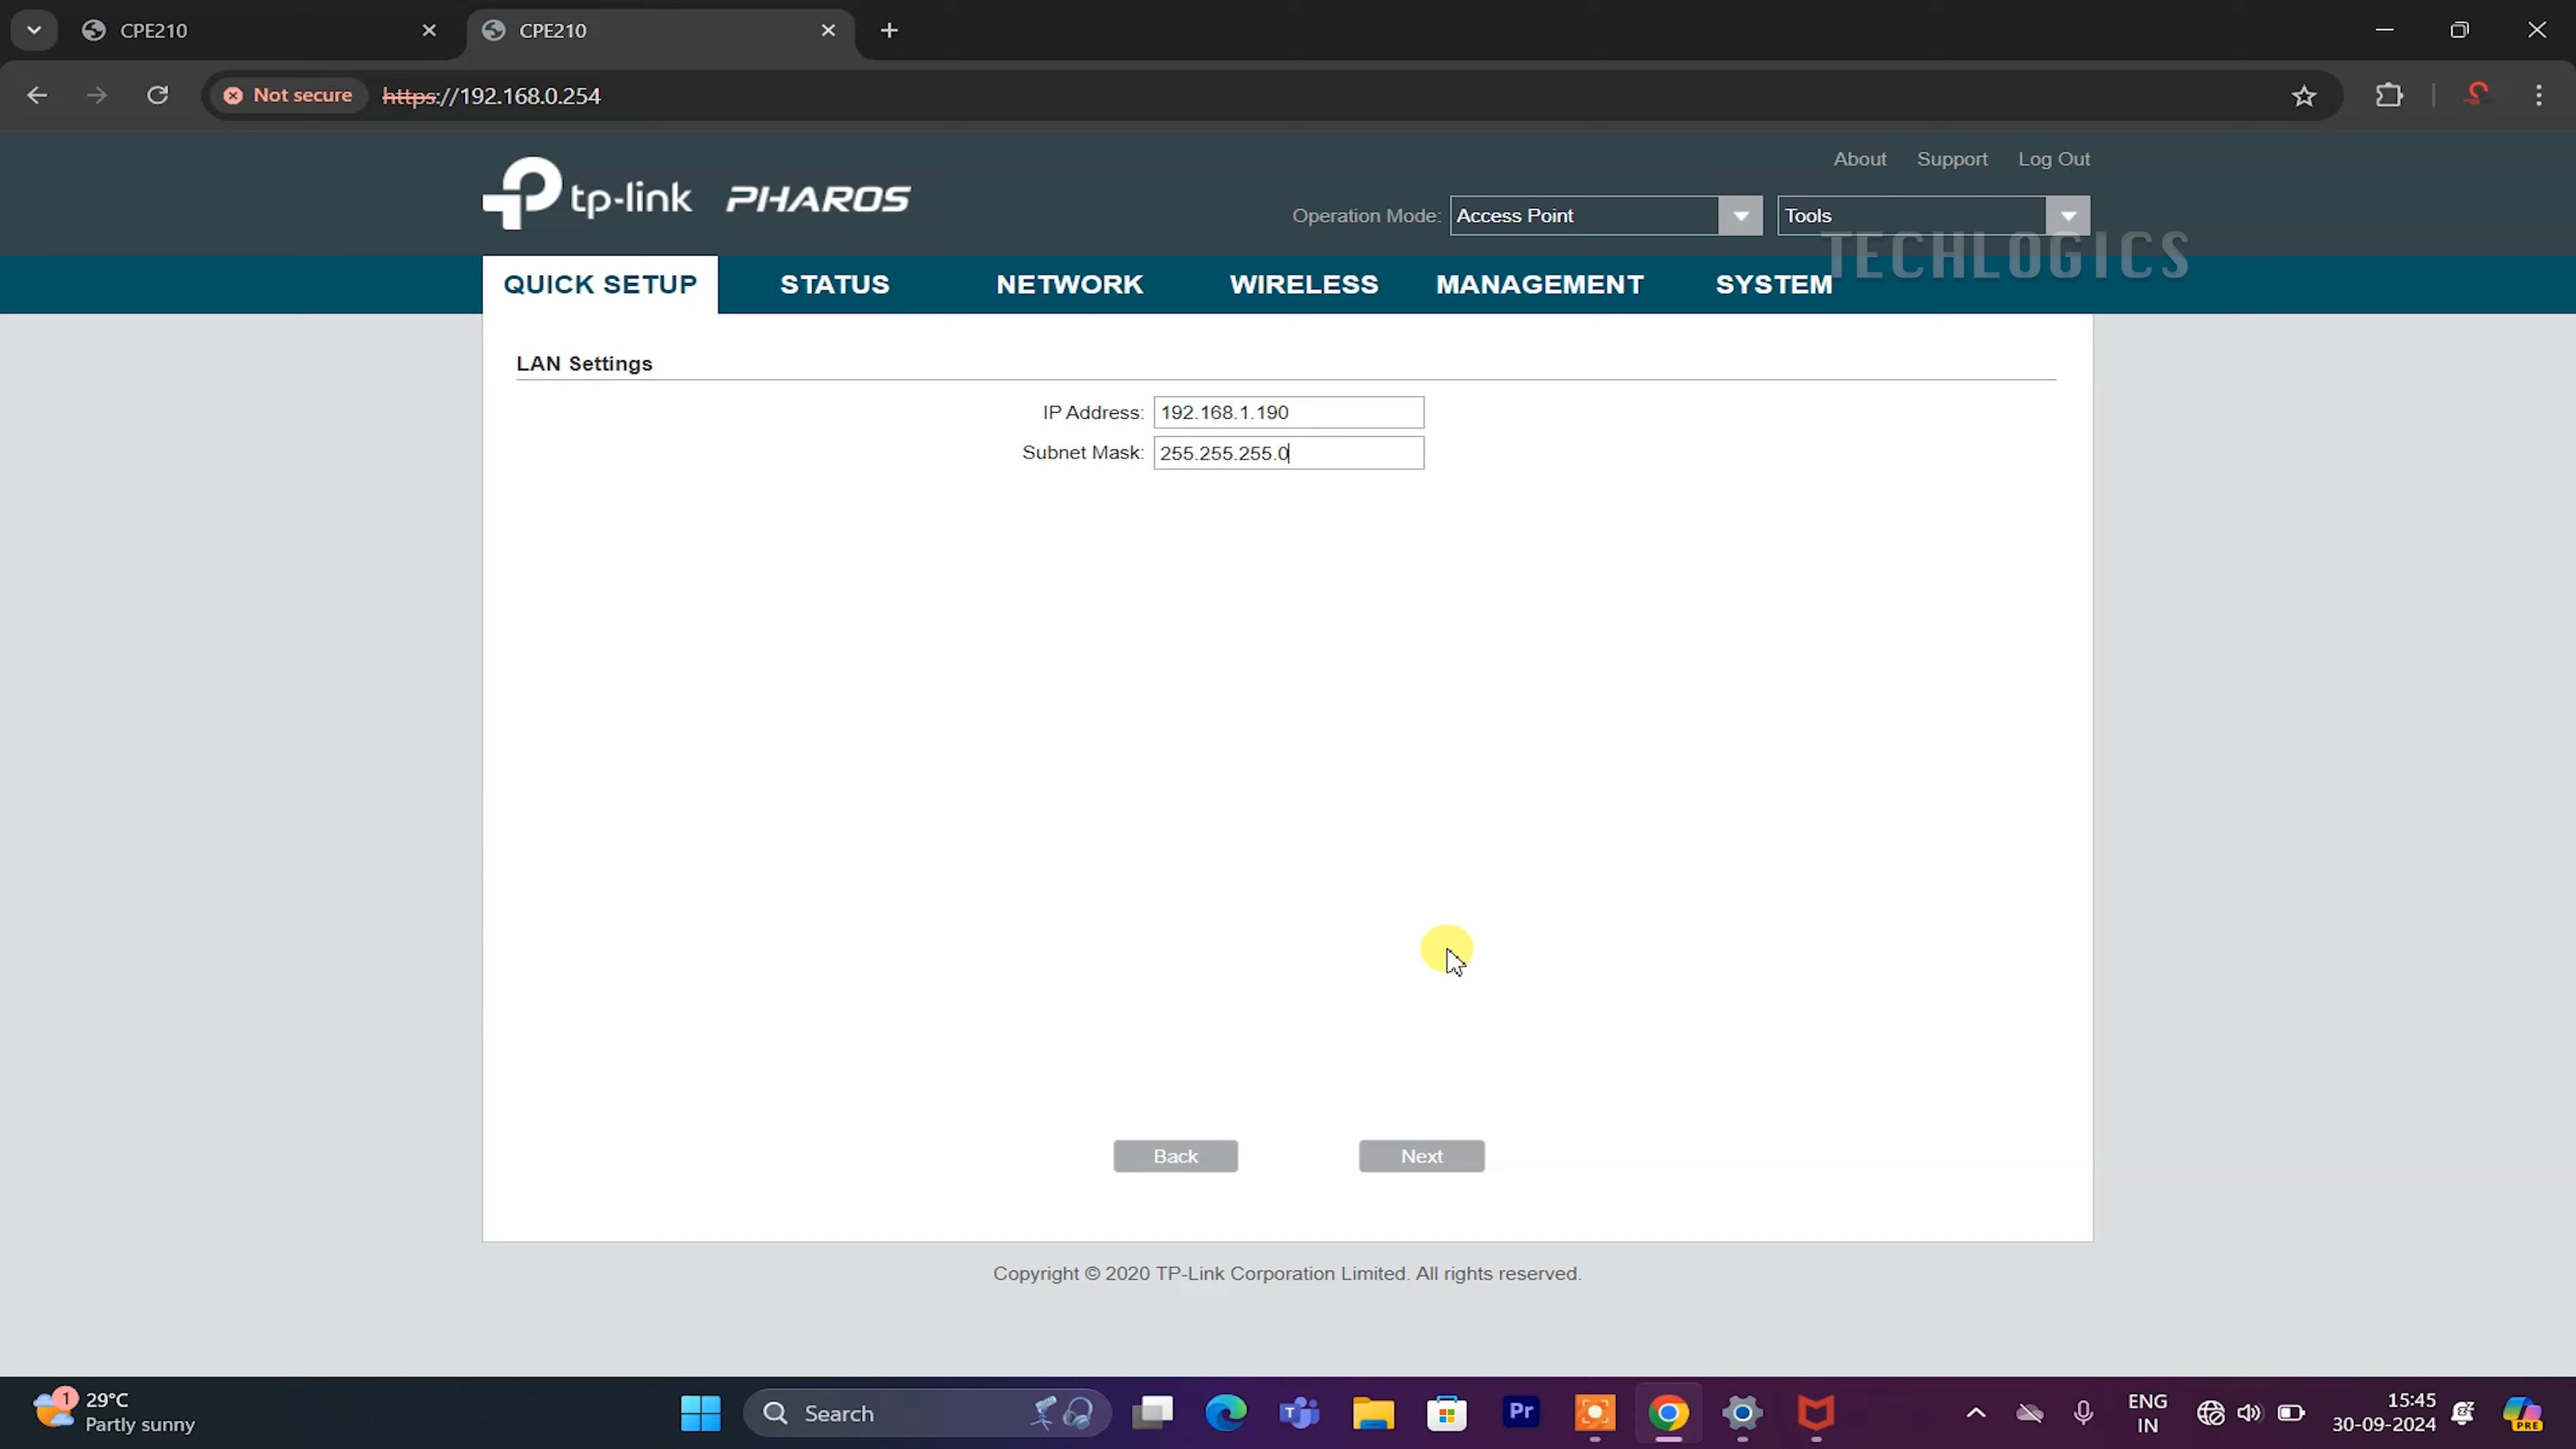 CPE210
CPE210
Not secure
https://192.168.0.254
About Support Log Out
tp-link PHAROS
Operation Mode: Access Point
Tools
TECHLOGICS
QUICK SETUP STATUS NETWORK WIRELESS MANAGEMENT SYSTEM
LAN Settings
IP Address: 192.168.1.190
Subnet Mask: 255.255.255.0
Back
Next
Copyright © 2020 TP-Link Corporation Limited. All rights reserved.
1
29°C
Partly sunny
Search
T
Pr
ENG
IN
15:45
30-09-2024
PRE